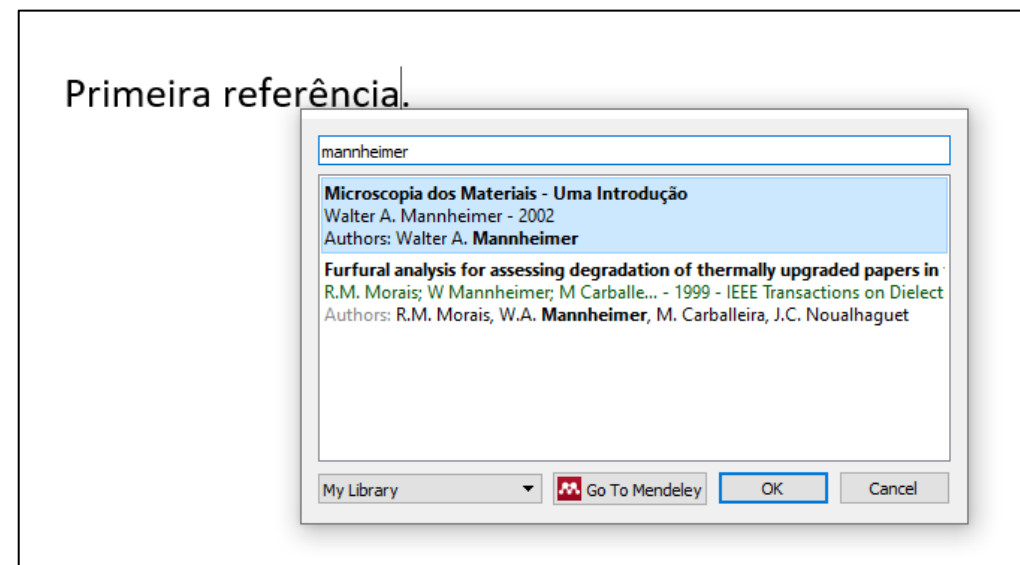 Primeira referência.
mannheimer
Microscopia dos Materiais - Uma Introdução
Walter A. Mannheimer - 2002
Authors: Walter A. Mannheimer
Furfural analysis for assessing degradation of thermally upgraded papers in
R.M. Morais; W Mannheimer; M Carballe... - 1999 - IEEE Transactions on Dielect
Authors: R.M. Morais, W.A. Mannheimer, M. Carballeira, J.C. Noualhaguet
My Library Go To Mendeley OK Cancel